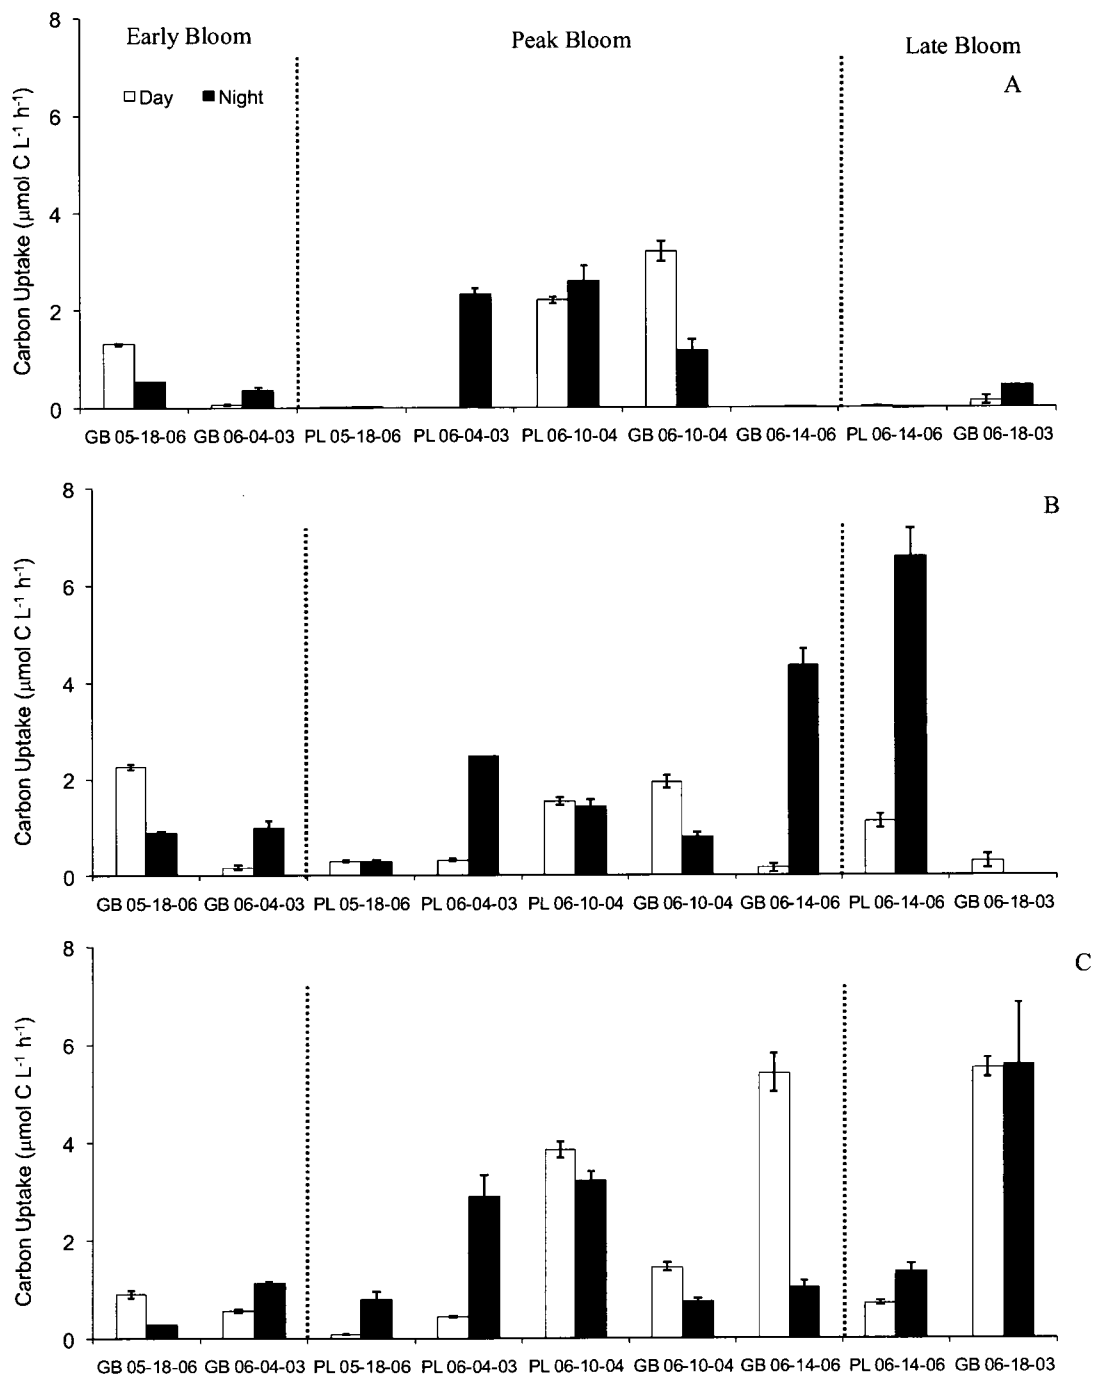 Early Bloom
Peak Bloom
Late Bloom
A
Day
Night
Carbon Uptake (μmol C L⁻¹ h⁻¹)
8
6
4
2
0
GB 05-18-06 GB 06-04-03 PL 05-18-06 PL 06-04-03 PL 06-10-04 GB 06-10-04 GB 06-14-06 PL 06-14-06 GB 06-18-03
B
Carbon Uptake (μmol C L⁻¹ h⁻¹)
8
6
4
2
0
GB 05-18-06 GB 06-04-03 PL 05-18-06 PL 06-04-03 PL 06-10-04 GB 06-10-04 GB 06-14-06 PL 06-14-06 GB 06-18-03
C
Carbon Uptake (μmol C L⁻¹ h⁻¹)
8
6
4
2
0
GB 05-18-06 GB 06-04-03 PL 05-18-06 PL 06-04-03 PL 06-10-04 GB 06-10-04 GB 06-14-06 PL 06-14-06 GB 06-18-03